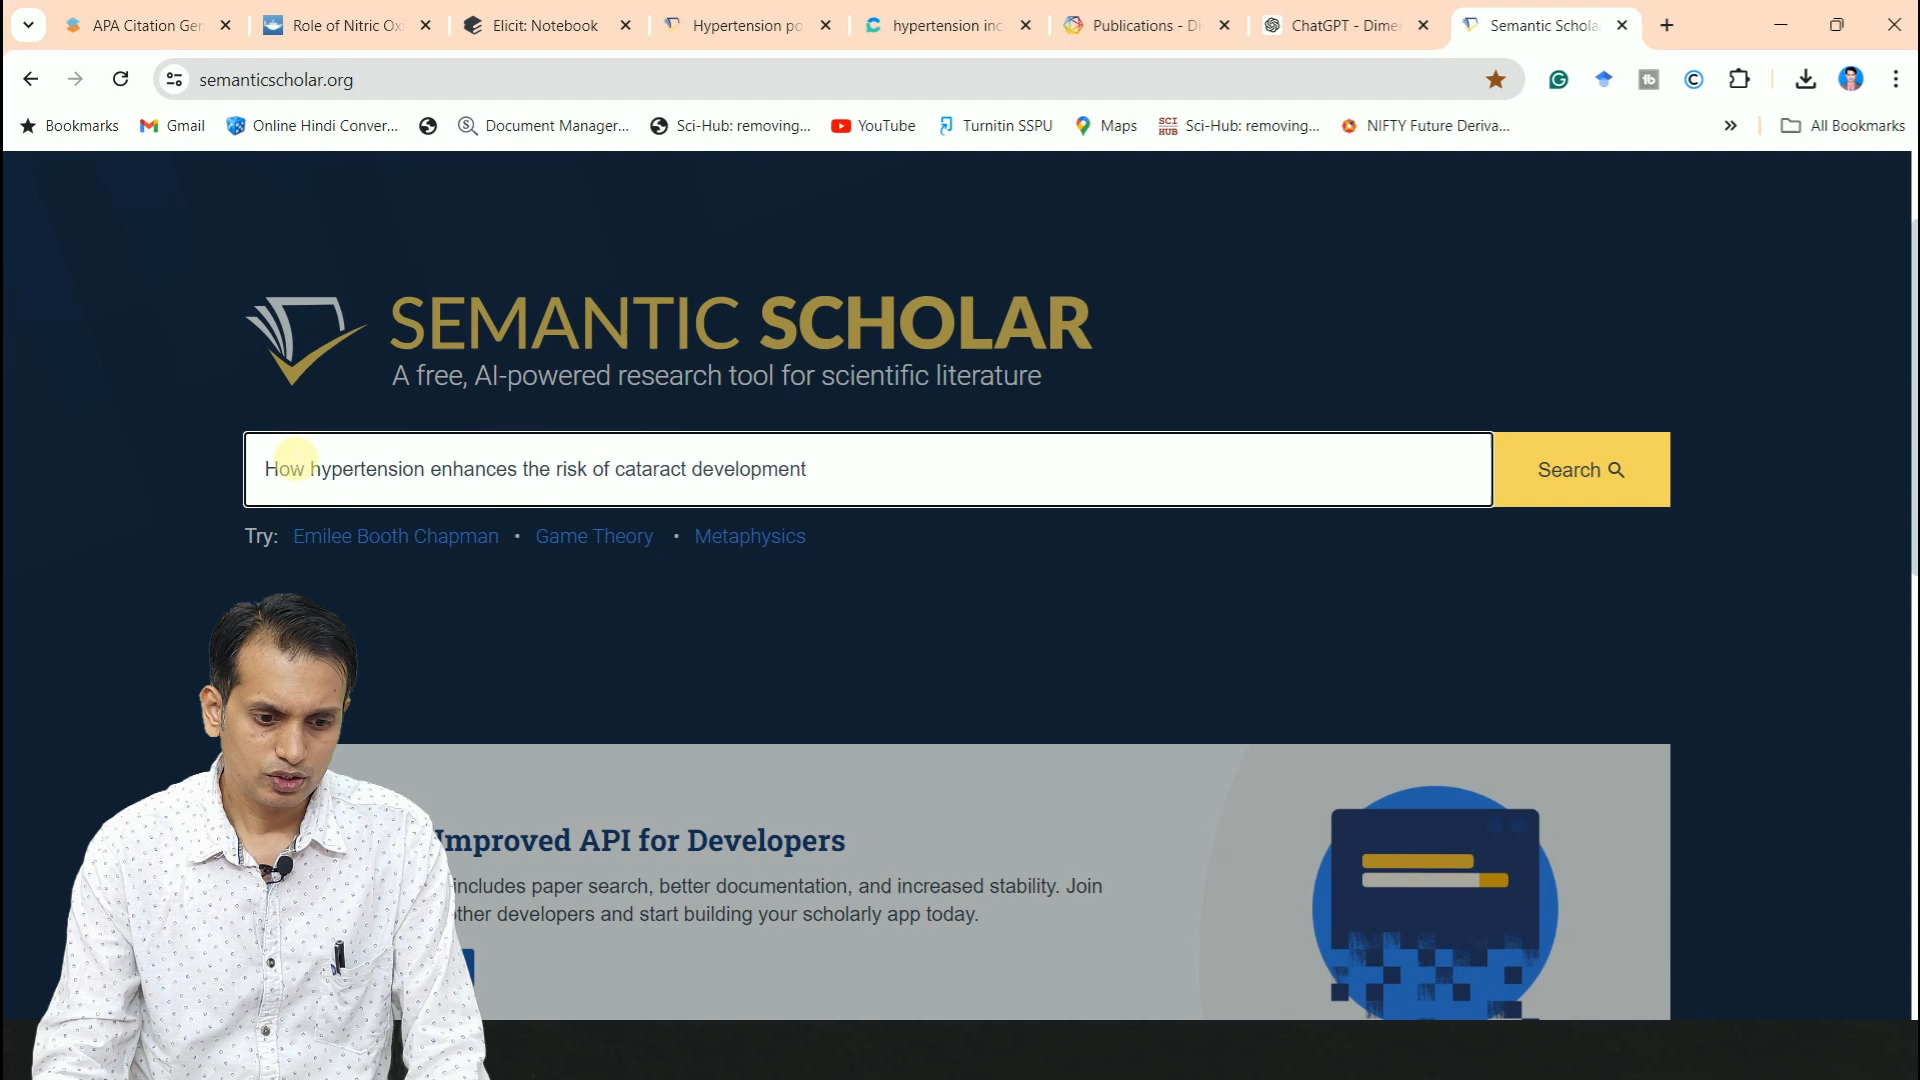 APA Citation Ger
Role of Nitric Ox
Elicit: Notebook
Hypertension po
hypertension inc
Publications - Di
ChatGPT - Dimer
Semantic Schola
semanticscholar.org
Bookmarks
Gmail
Online Hindi Conver...
Document Manager...
Sci-Hub: removing...
YouTube
Turnitin SSPU
Maps
SCI HUB
Sci-Hub: removing...
NIFTY Future Deriva...
All Bookmarks
SEMANTIC SCHOLAR
A free, AI-powered research tool for scientific literature
How hypertension enhances the risk of cataract development
Search
Try: Emilee Booth Chapman • Game Theory • Metaphysics
Improved API for Developers
includes paper search, better documentation, and increased stability. Join
ther developers and start building your scholarly app today.